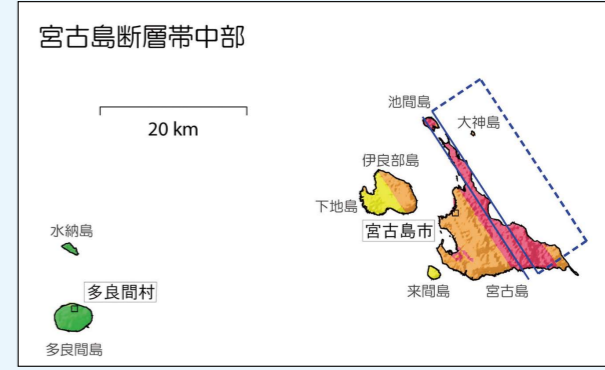 宮古島断層帯中部
20 km
池間島
大神島
伊良部島
下地島
宮古島市
水納島
来間島
宮古島
多良間村
多良間島